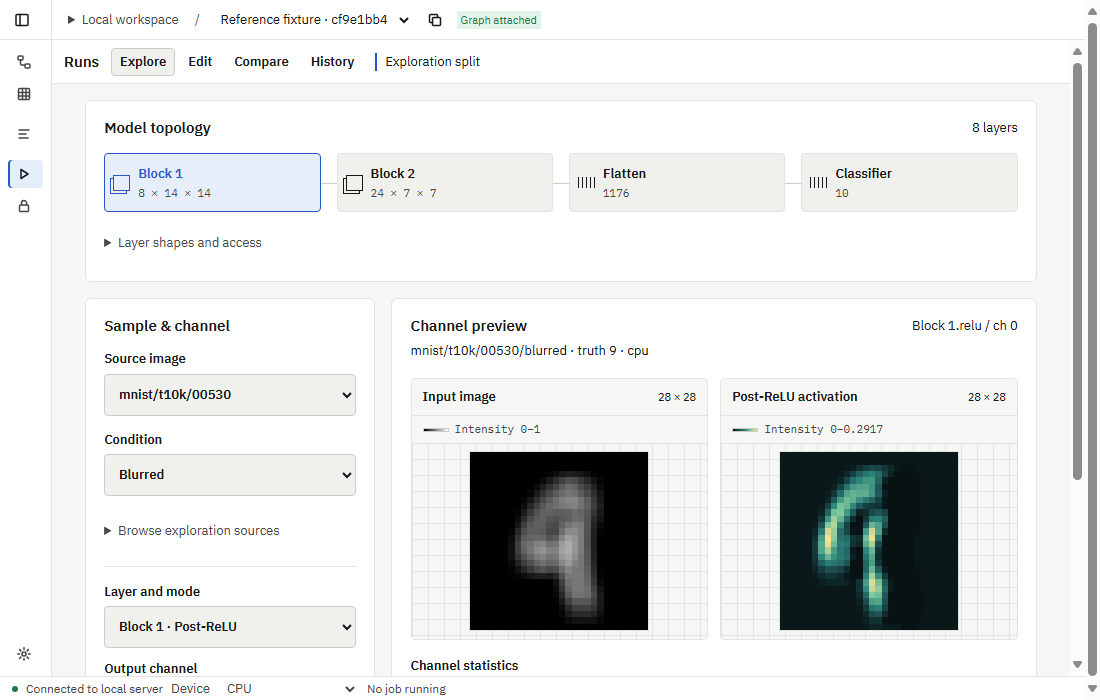 Local workspace / Reference fixture · cf9e1bb4 Graph attached
Runs Explore Edit Compare History Exploration split
Model topology 8 layers
Block 1
8 × 14 × 14
Block 2
24 × 7 × 7
Flatten
1176
Classifier
10
Layer shapes and access
Sample & channel
Source image
mnist/t10k/00530
Condition
Blurred
Browse exploration sources
Layer and mode
Block 1 · Post-ReLU
Output channel
Channel preview Block 1.relu / ch 0
mnist/t10k/00530/blurred · truth 9 · cpu
Input image 28 × 28
Intensity 0–1
Post-ReLU activation 28 × 28
Intensity 0–0.2917
Channel statistics
Connected to local server Device CPU No job running